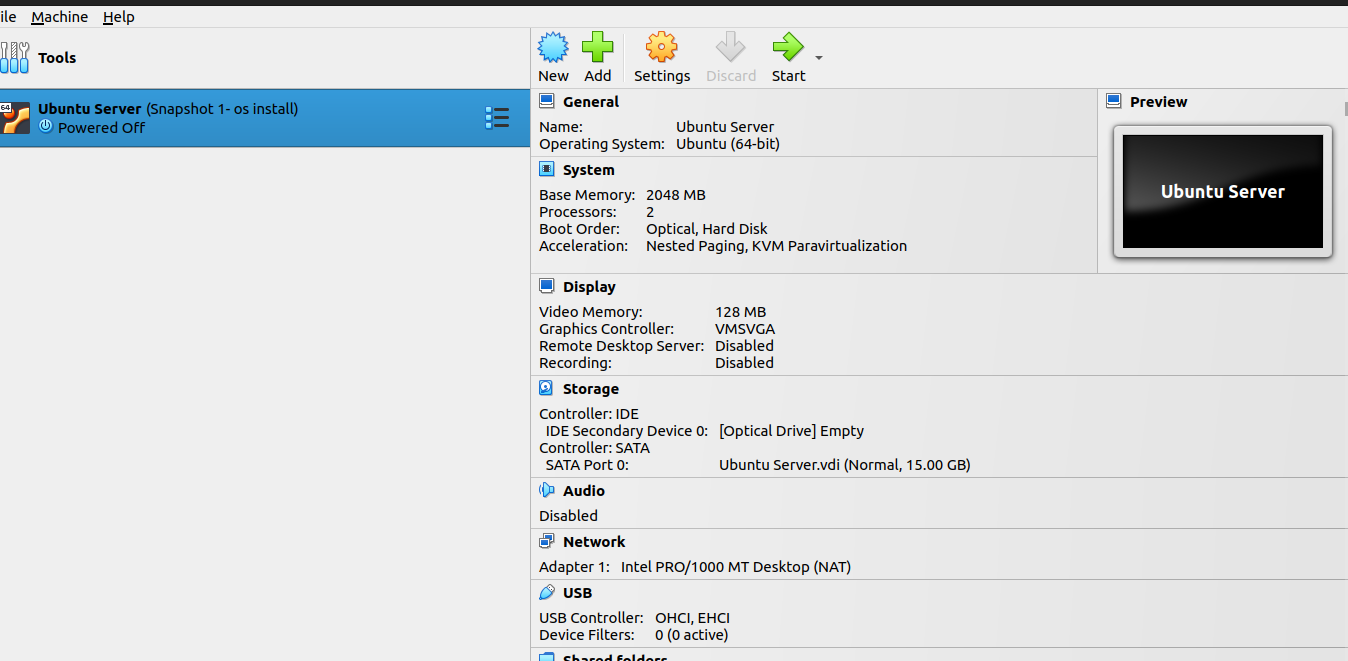 ile Machine Help
Tools
New Add Settings Discard Start
64
Ubuntu Server (Snapshot 1- os install)
Powered Off
General
Name: Ubuntu Server
Operating System: Ubuntu (64-bit)
System
Base Memory: 2048 MB
Processors: 2
Boot Order: Optical, Hard Disk
Acceleration: Nested Paging, KVM Paravirtualization
Preview
Ubuntu Server
Display
Video Memory: 128 MB
Graphics Controller: VMSVGA
Remote Desktop Server: Disabled
Recording: Disabled
Storage
Controller: IDE
IDE Secondary Device 0: [Optical Drive] Empty
Controller: SATA
SATA Port 0: Ubuntu Server.vdi (Normal, 15.00 GB)
Audio
Disabled
Network
Adapter 1: Intel PRO/1000 MT Desktop (NAT)
USB
USB Controller: OHCI, EHCI
Device Filters: 0 (0 active)
Shared folders